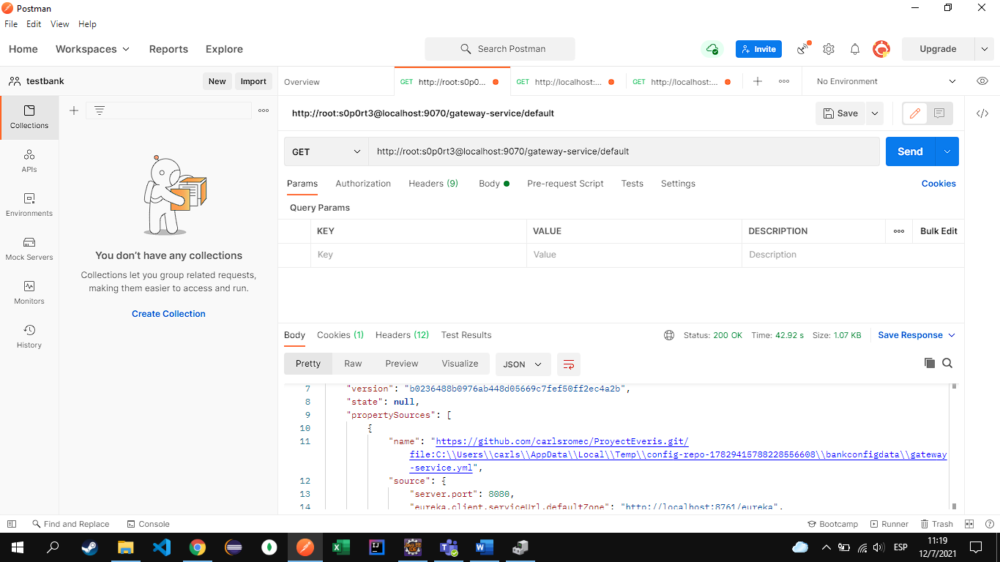 Postman
File Edit View Help
Home Workspaces Reports Explore Search Postman Invite Upgrade
testbank New Import Overview GET http://root:s0p0... GET http://localhost:... GET http://localhost:... No Environment
Collections
APIs
Environments
Mock Servers
Monitors
History
You don't have any collections
Collections let you group related requests,
making them easier to access and run.
Create Collection
http://root:s0p0rt3@localhost:9070/gateway-service/default Save
GET http://root:s0p0rt3@localhost:9070/gateway-service/default Send
Params Authorization Headers (9) Body Pre-request Script Tests Settings Cookies
Query Params
KEY VALUE DESCRIPTION Bulk Edit
Key Value Description
Body Cookies (1) Headers (12) Test Results Status: 200 OK Time: 42.92 s Size: 1.07 KB Save Response
Pretty Raw Preview Visualize JSON
7 "version": "b0236488b0976ab448d05669c7fef50ff2ec4a2b",
8 "state": null,
9 "propertySources": [
10 {
11 "name": "https://github.com/carlsromec/ProyectEveris.git/
file:C:\\Users\\carls\\AppData\\Local\\Temp\\config-repo-17829415788228556608\\bankconfigdata\\gateway
-service.yml",
12 "source": {
13 "server.port": 8080,
14 "eureka.client.serviceUrl.defaultZone": "http://localhost:8761/eureka",
Find and Replace Console Bootcamp Runner Trash
ESP 11:19
12/7/2021